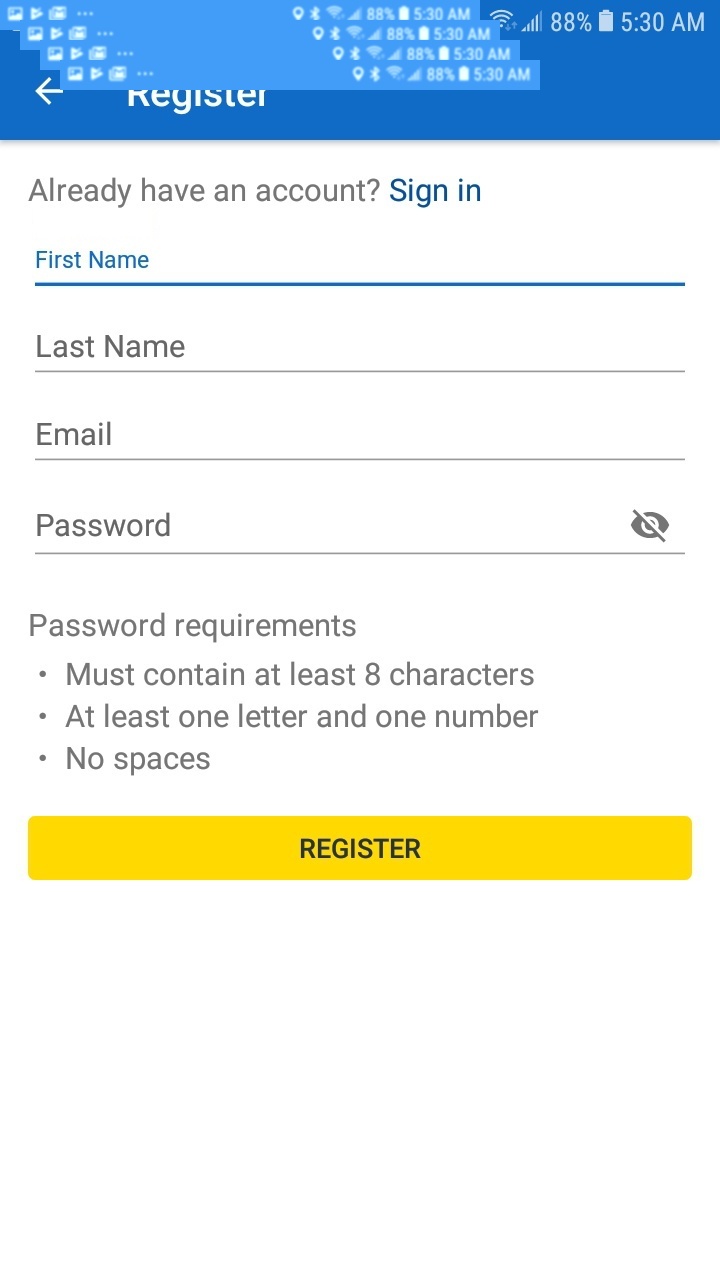 88% 5:30 AM
88% 5:30 AM
88% 5:30 AM
88% 5:30 AM
88% 5:30 AM
Register
Already have an account? Sign in
First Name
Last Name
Email
Password
Password requirements
• Must contain at least 8 characters
• At least one letter and one number
• No spaces
REGISTER